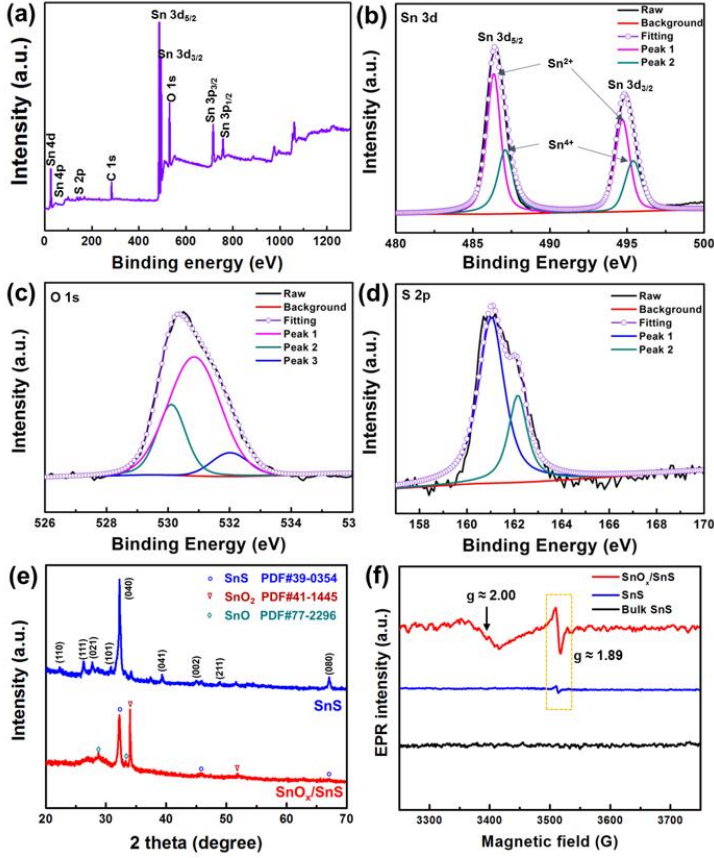 (a)
Intensity (a.u.)
Sn 4d
Sn 4p
S 2p
C 1s
Sn 3d5/2
Sn 3d3/2
O 1s
Sn 3p3/2
Sn 3p1/2
0 200 400 600 800 1000 1200
Binding energy (eV)
(b)
Sn 3d
Intensity (a.u.)
Sn 3d5/2
Sn 3d3/2
Sn2+
Sn4+
Raw
Background
Fitting
Peak 1
Peak 2
480 485 490 495 500
Binding Energy (eV)
(c)
O 1s
Intensity (a.u.)
Raw
Background
Fitting
Peak 1
Peak 2
Peak 3
526 528 530 532 534 53
Binding Energy (eV)
(d)
S 2p
Intensity (a.u.)
Raw
Background
Fitting
Peak 1
Peak 2
158 160 162 164 166 168 170
Binding Energy (eV)
(e)
Intensity (a.u.)
SnS PDF#39-0354
SnO2 PDF#41-1445
SnO PDF#77-2296
(110)
(111)
(021)
(101)
(040)
(041)
(002)
(211)
(080)
SnS
SnOx/SnS
20 30 40 50 60 70
2 theta (degree)
(f)
EPR intensity (a.u.)
SnOx/SnS
SnS
Bulk SnS
g ≈ 2.00
g ≈ 1.89
3300 3400 3500 3600 3700
Magnetic field (G)